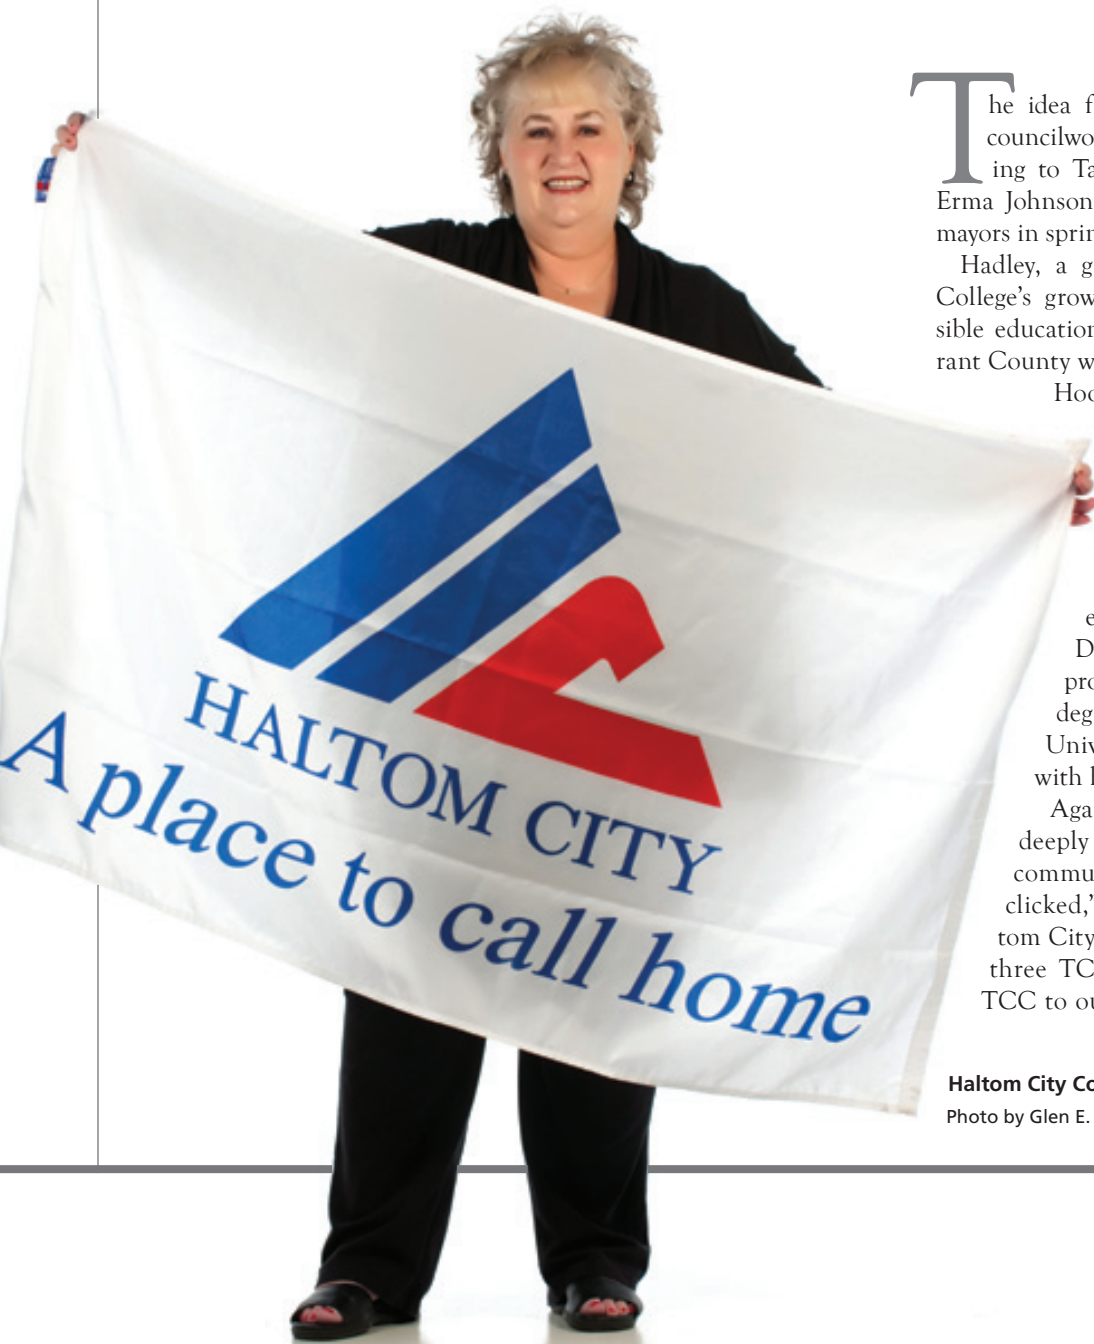 HALTOM CITY
A place to call home
The idea f
councilwo
ing to Ta
Erma Johnson
mayors in sprin
Hadley, a g
College's grow
sible education
rant County w
Hoo
e
D
pro
deg
Univ
with h
Aga
deeply
commu
clicked,'
tom City
three TC
TCC to ou
Haltom City Co
Photo by Glen E.